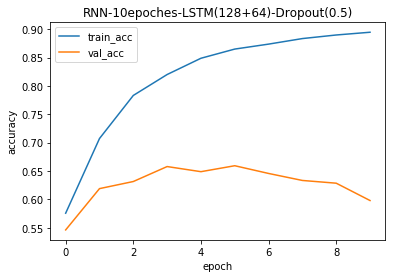 RNN-10epoches-LSTM(128+64)-Dropout(0.5)
train_acc
val_acc
accuracy
0.90
0.85
0.80
0.75
0.70
0.65
0.60
0.55
0 2 4 6 8
epoch